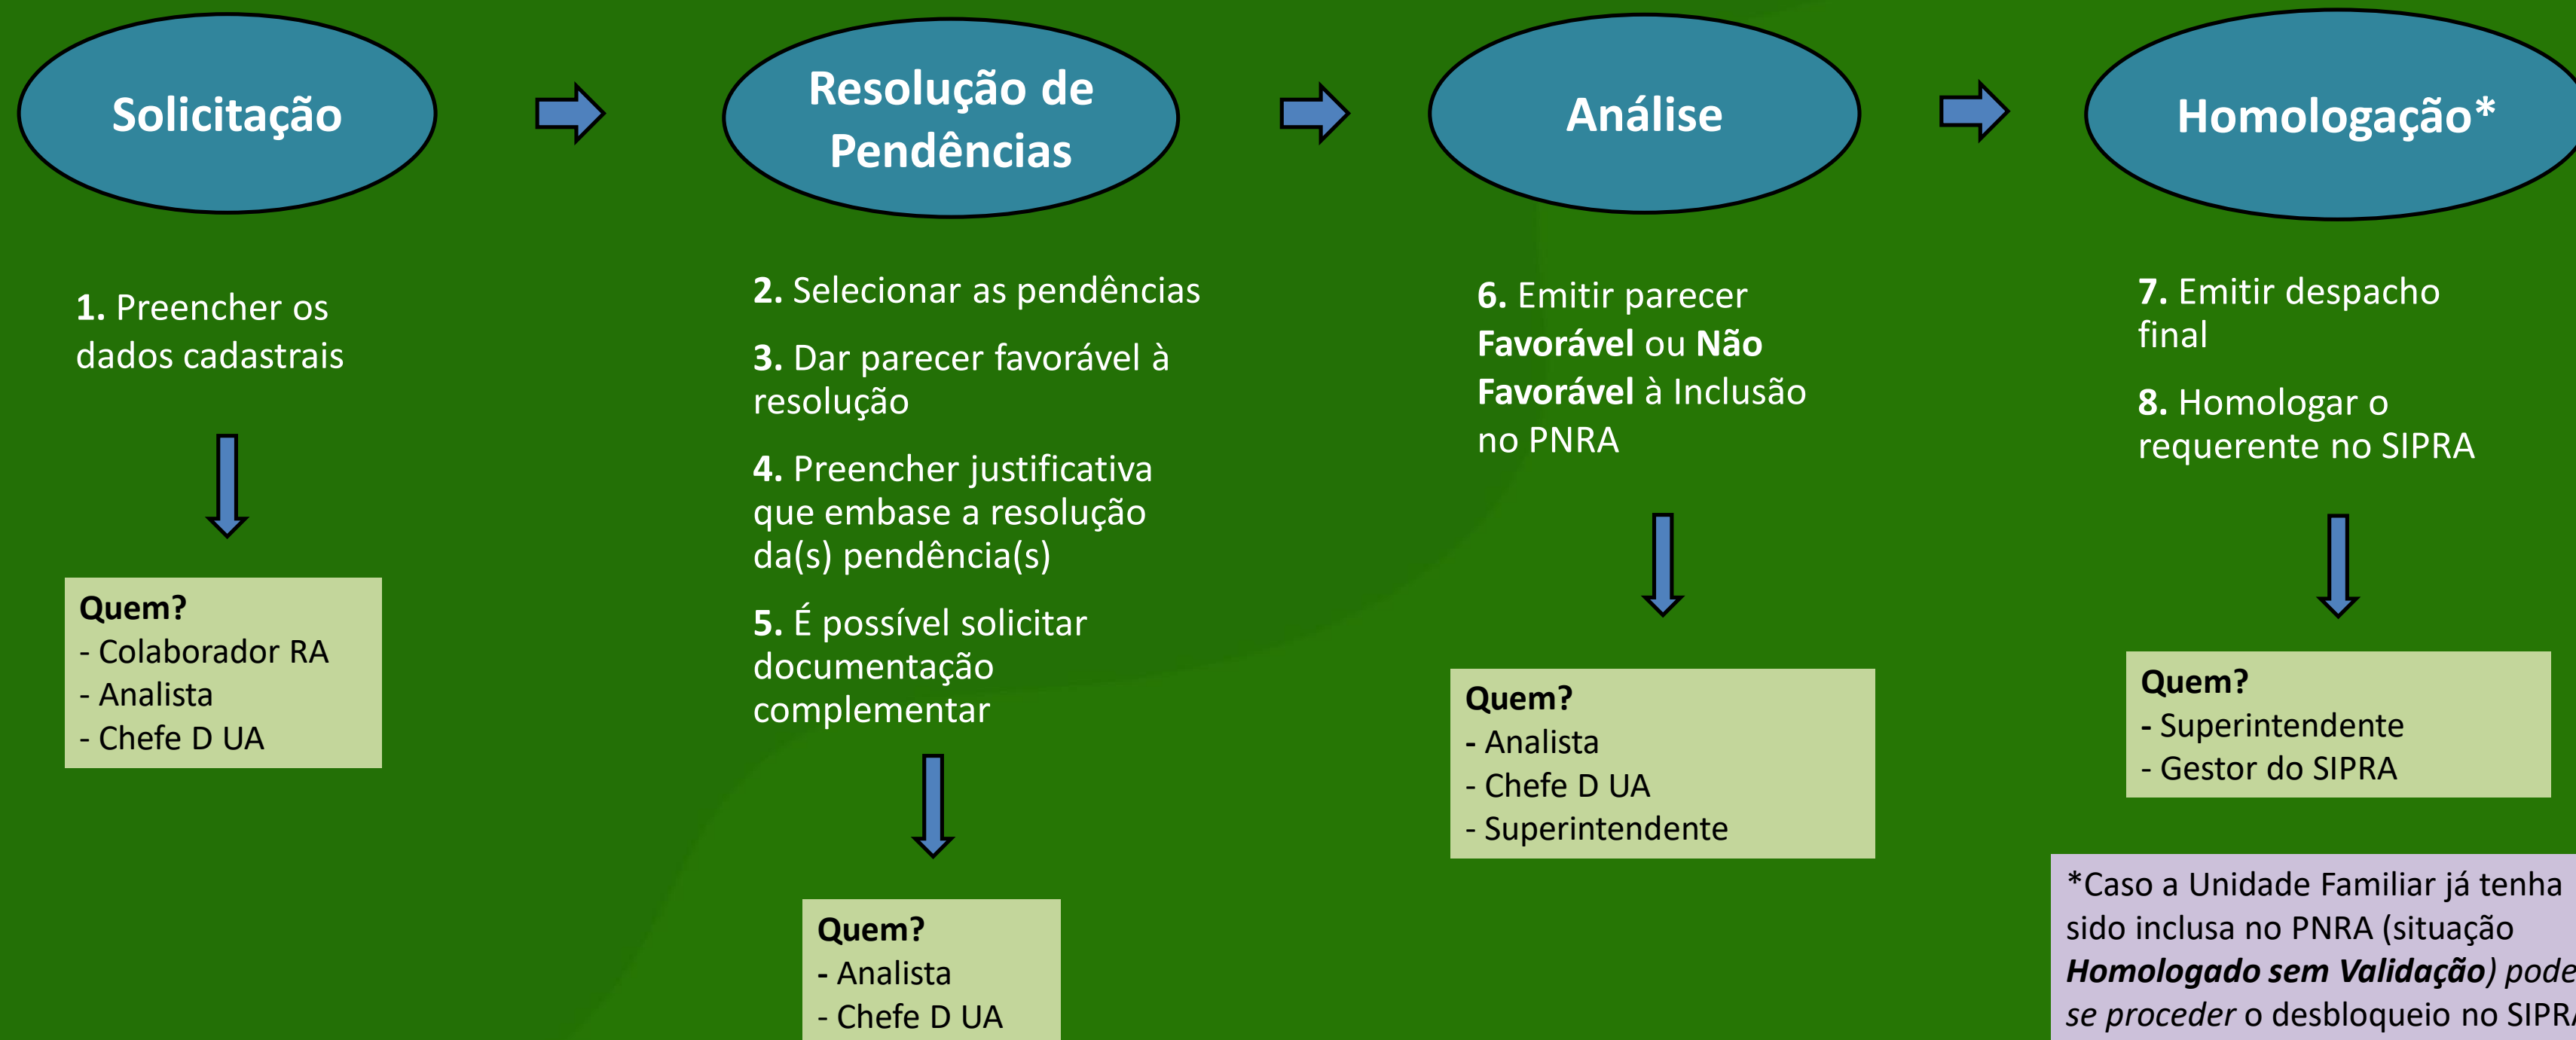 Solicitação
1. Preencher os
dados cadastrais
Quem?
- Colaborador RA
- Analista
- Chefe D UA
Resolução de
Pendências
2. Selecionar as pendências
3. Dar parecer favorável à
resolução
4. Preencher justificativa
que embase a resolução
da(s) pendência(s)
5. É possível solicitar
documentação
complementar
Quem?
- Analista
- Chefe D UA
Análise
6. Emitir parecer
Favorável ou Não
Favorável à Inclusão
no PNRA
Quem?
- Analista
- Chefe D UA
- Superintendente
Homologação*
7. Emitir despacho
final
8. Homologar o
requerente no SIPRA
Quem?
- Superintendente
- Gestor do SIPRA
*Caso a Unidade Familiar já tenha
sido inclusa no PNRA (situação
Homologado sem Validação) pode
se proceder o desbloqueio no SIPRA